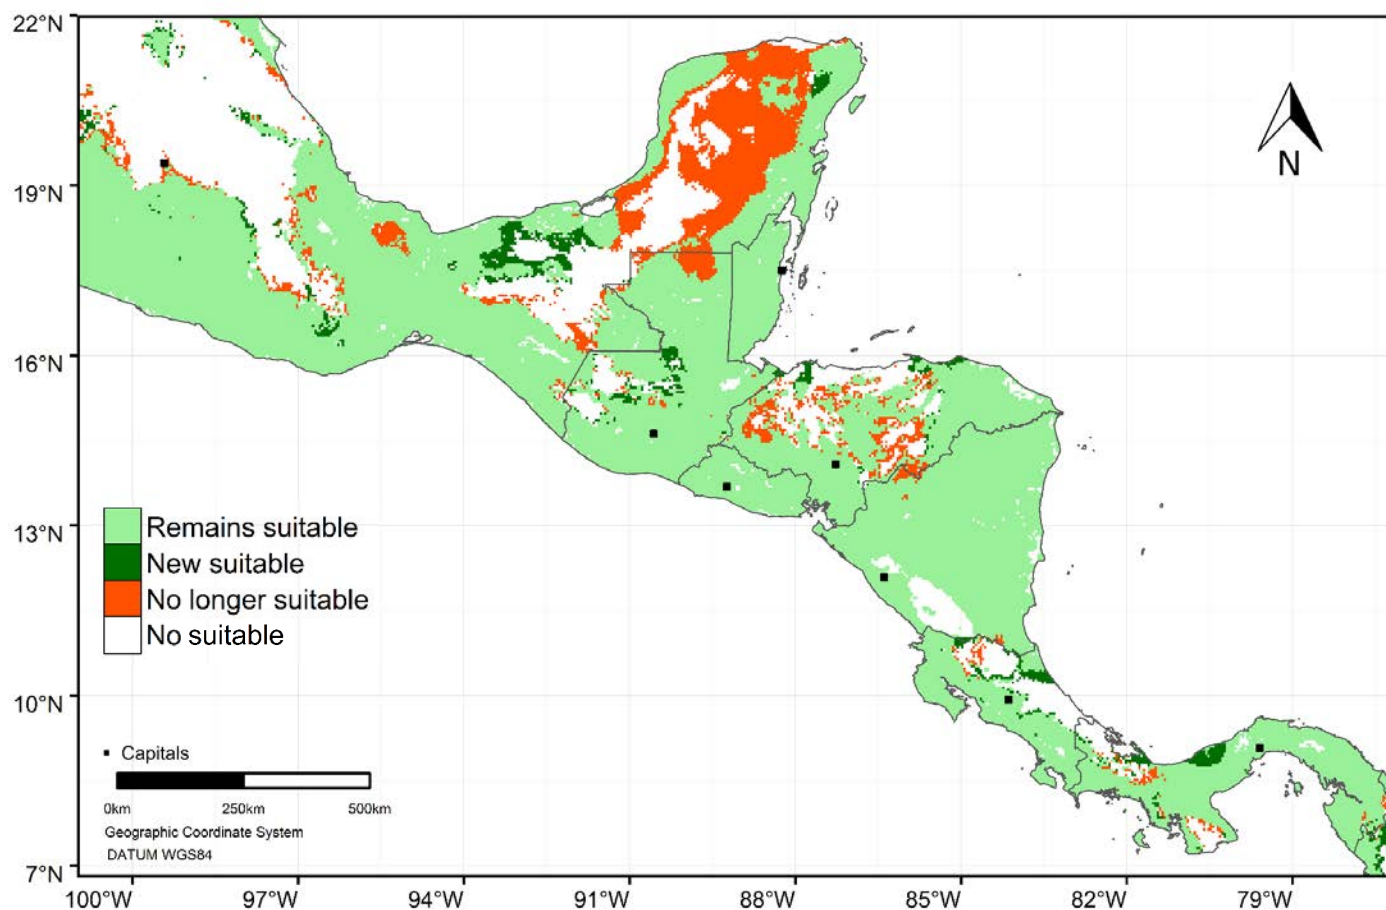 22°N
19°N
16°N
13°N
10°N
7°N
N
Remains suitable
New suitable
No longer suitable
No suitable
Capitals
0km 250km 500km
Geographic Coordinate System
DATUM WGS84
100°W 97°W 94°W 91°W 88°W 85°W 82°W 79°W